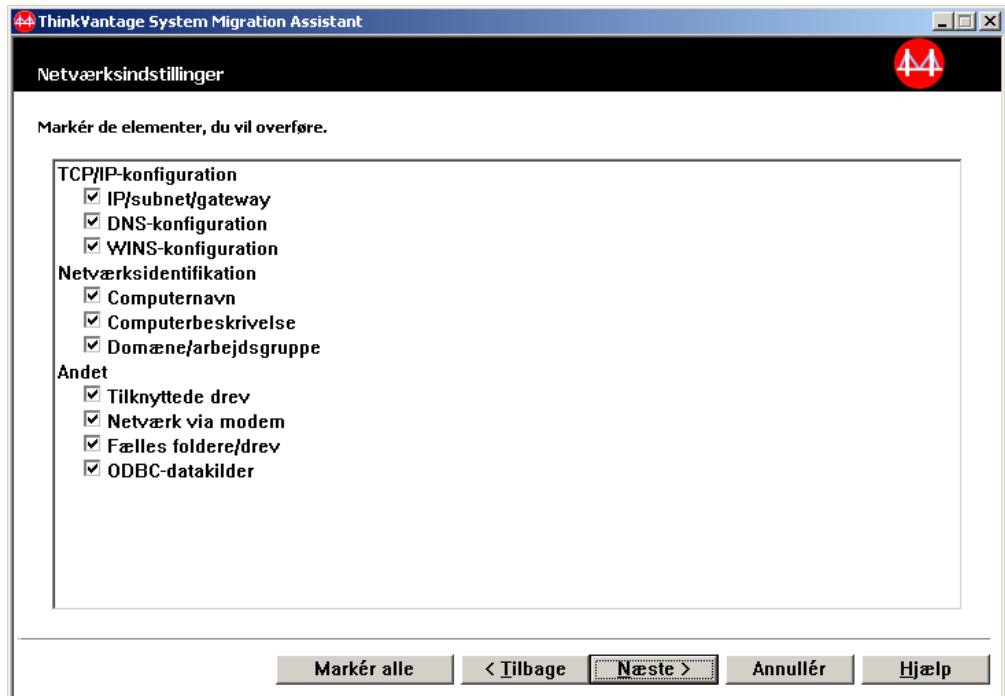 ThinkVantage System Migration Assistant
Netværksindstillinger
Markér de elementer, du vil overføre.
TCP/IP-konfiguration
IP/subnet/gateway
DNS-konfiguration
WINS-konfiguration
Netværksidentifikation
Computernavn
Computerbeskrivelse
Domæne/arbejdsgruppe
Andet
Tilknyttede drev
Netværk via modem
Fælles foldere/drev
ODBC-datakilder
Markér alle < Tilbage Næste > Annullér Hjælp